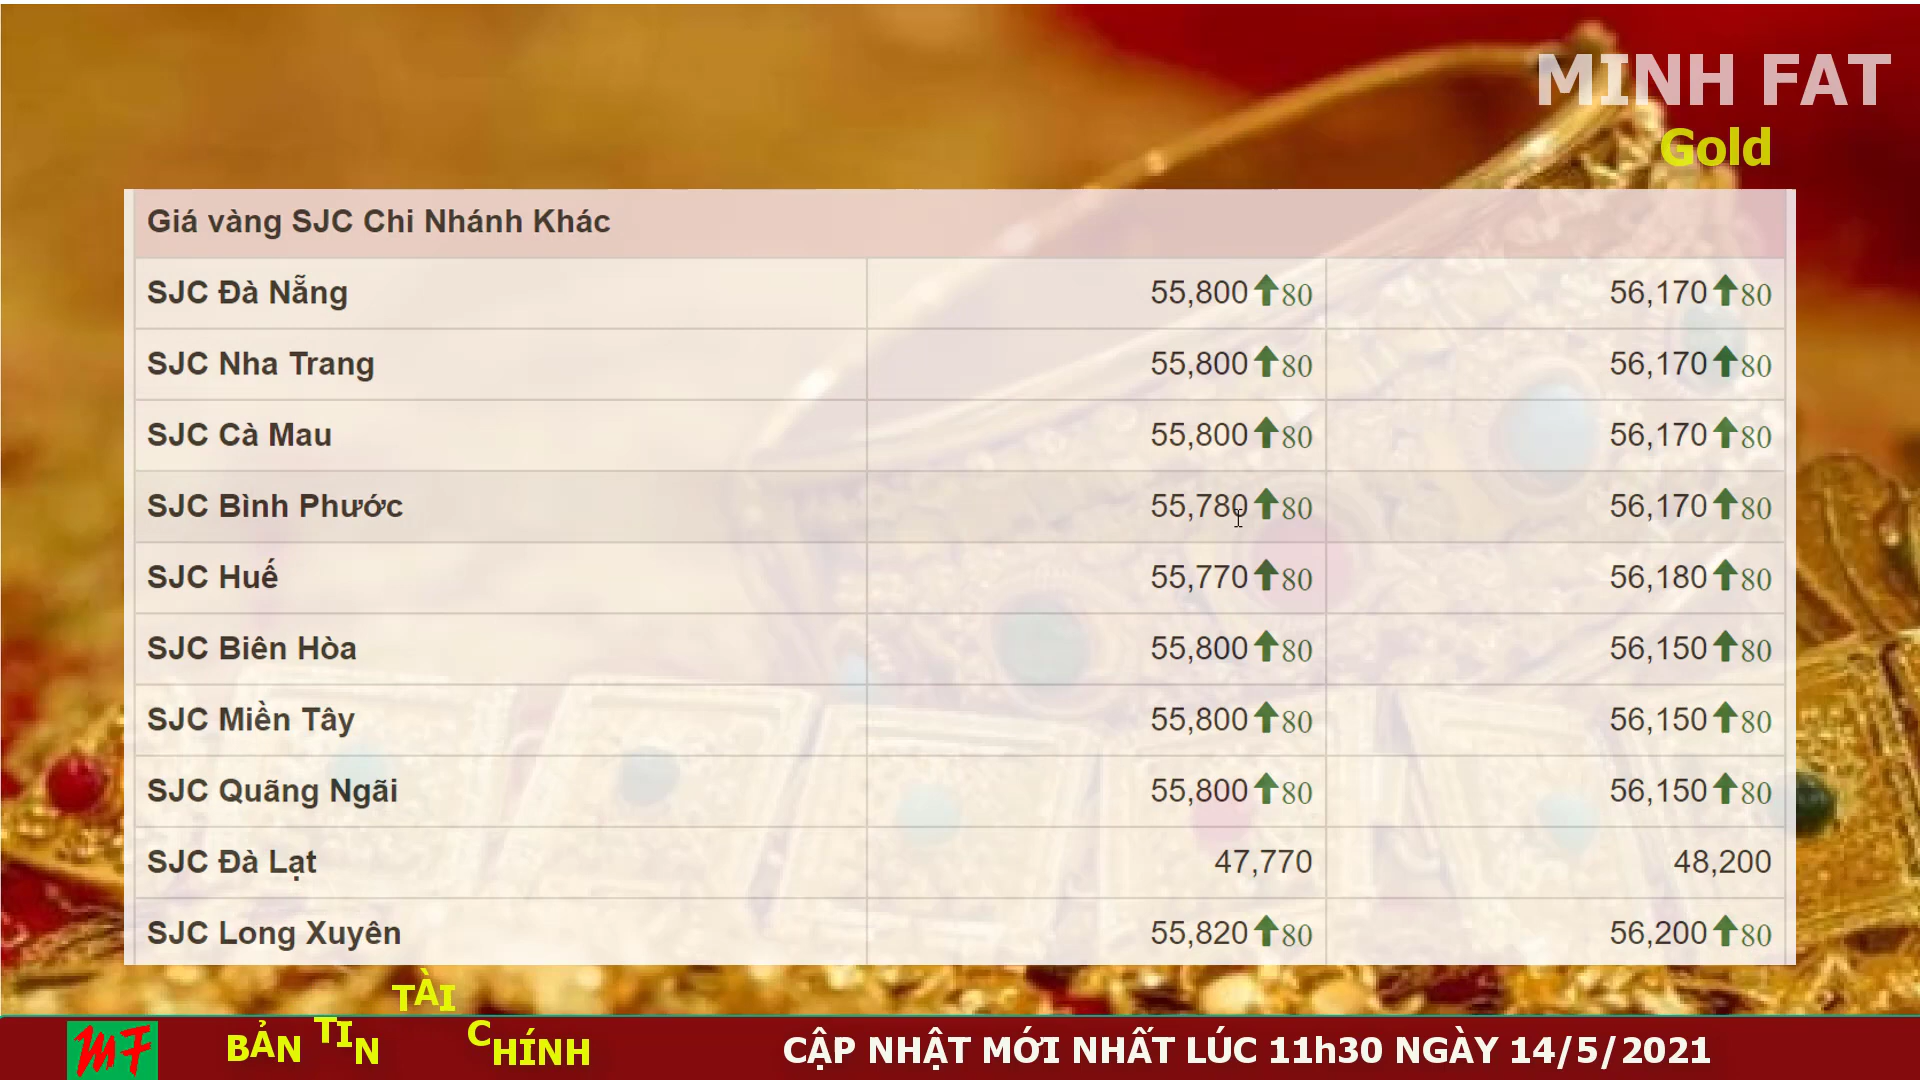 MINH FAT
Gold
Giá vàng SJC Chi Nhánh Khác
SJC Đà Nẵng 55,800 80 56,170 80
SJC Nha Trang 55,800 80 56,170 80
SJC Cà Mau 55,800 80 56,170 80
SJC Bình Phước 55,780 80 56,170 80
SJC Huế 55,770 80 56,180 80
SJC Biên Hòa 55,800 80 56,150 80
SJC Miền Tây 55,800 80 56,150 80
SJC Quãng Ngãi 55,800 80 56,150 80
SJC Đà Lạt 47,770 48,200
SJC Long Xuyên 55,820 80 56,200 80
MF BẢN TIN TÀI CHÍNH CẬP NHẬT MỚI NHẤT LÚC 11h30 NGÀY 14/5/2021